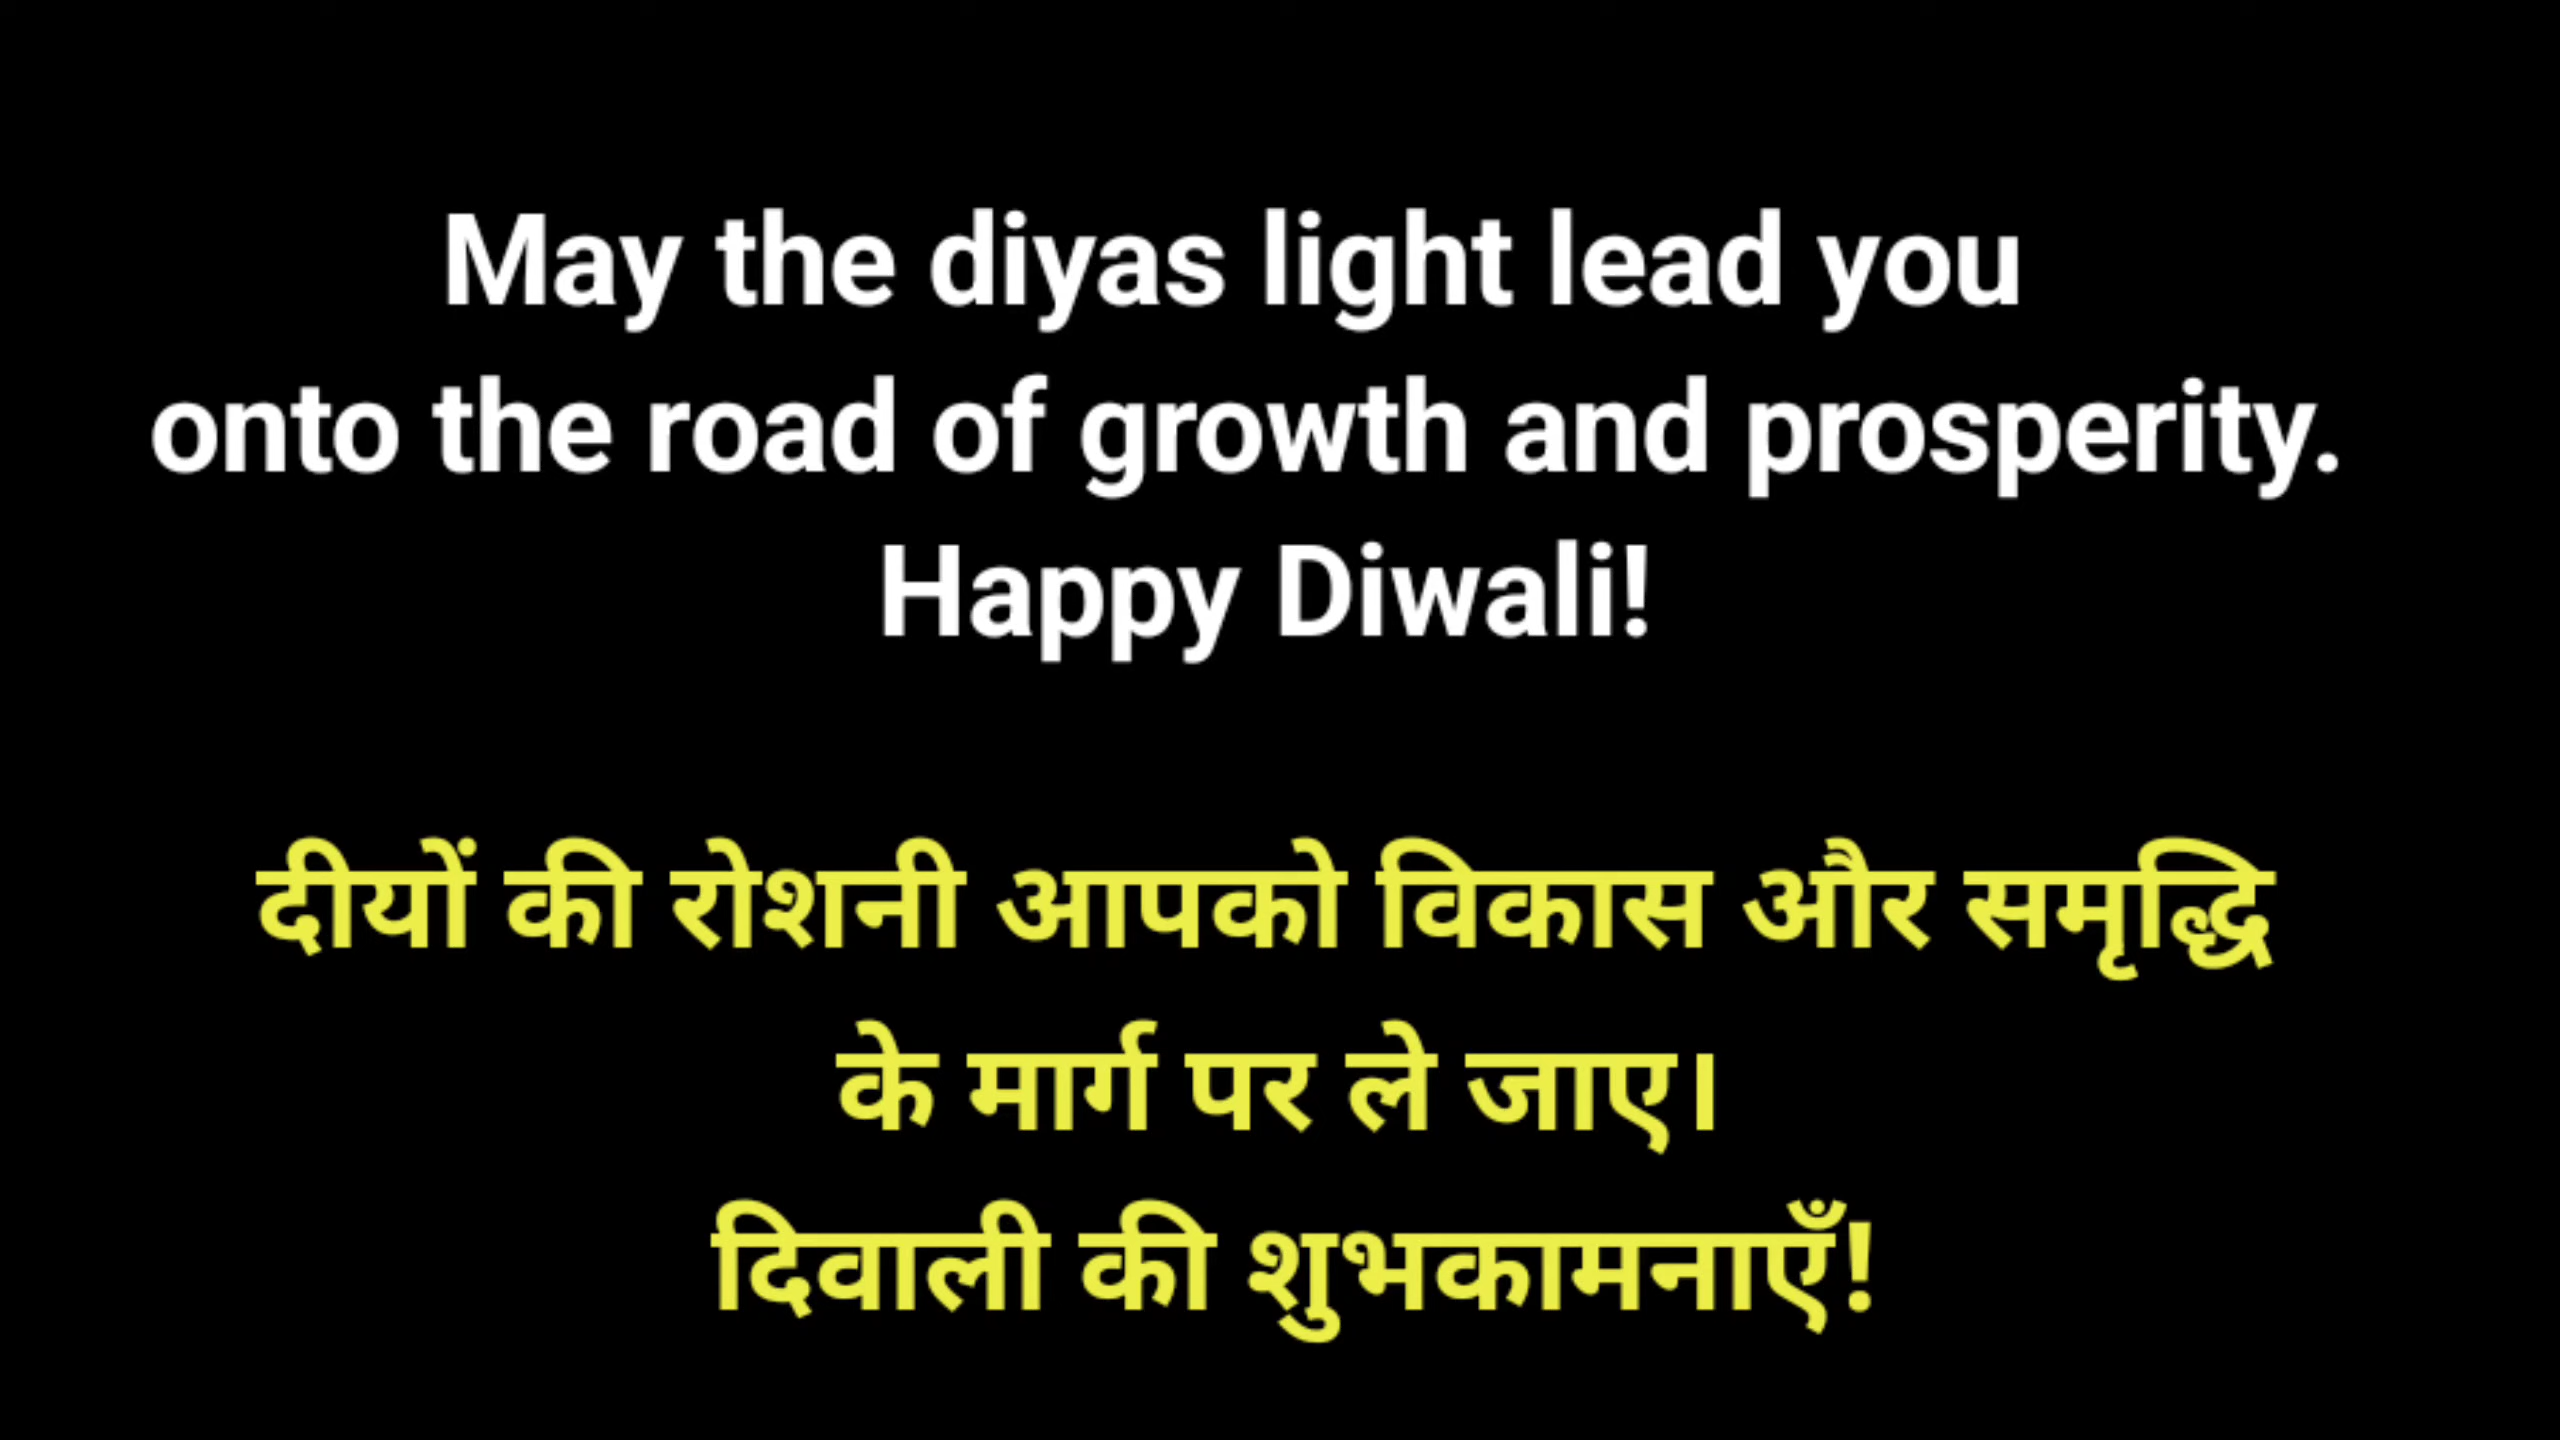 May the diyas light lead you
onto the road of growth and prosperity.
Happy Diwali!
दीयों की रोशनी आपको विकास और समृद्धि
के मार्ग पर ले जाए।
दिवाली की शुभकामनाएँ!